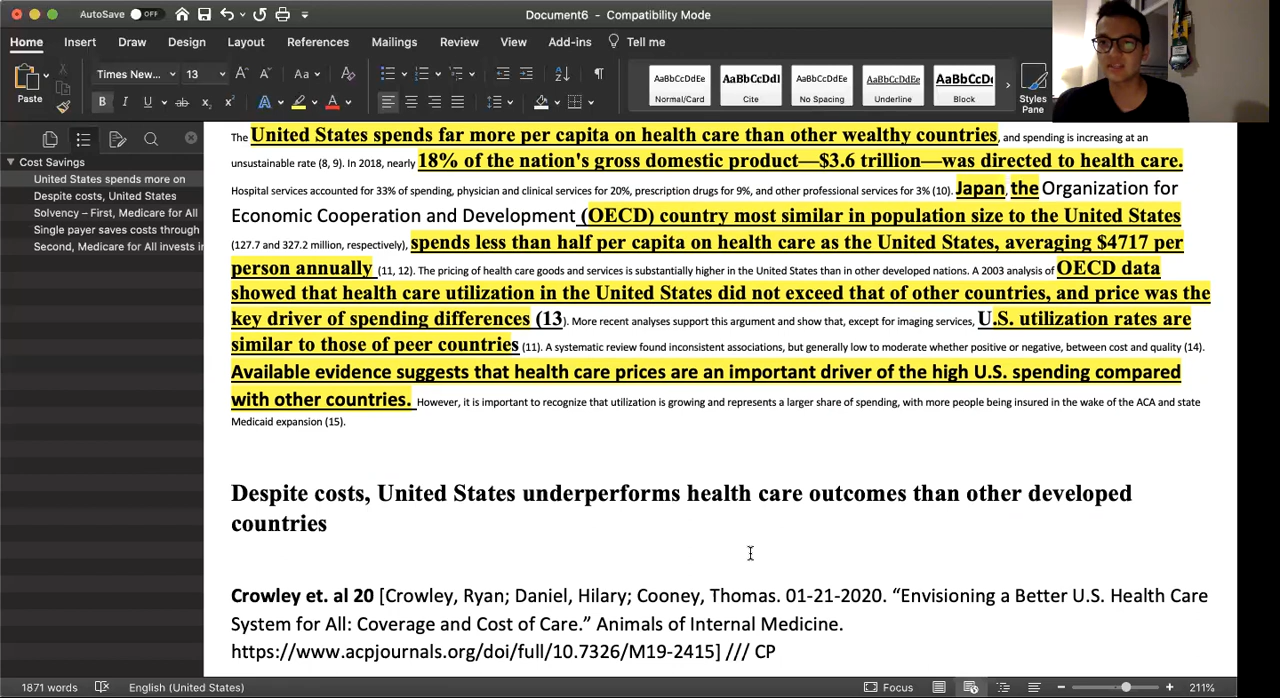 AutoSave OFF Document6 - Compatibility Mode
Home Insert Draw Design Layout References Mailings Review View Add-ins Tell me
Paste Times New... 13 A A Aa A AaBbCcDdEe AaBbCcDdI AaBbCcDdEe AaBbCcDdEe AaBbCcDc
B I U ab x₂ x² A A Normal/Card Cite No Spacing Underline Block Styles Pane
Cost Savings
United States spends more on
Despite costs, United States
Solvency – First, Medicare for All
Single payer saves costs through
Second, Medicare for All invests ir
The United States spends far more per capita on health care than other wealthy countries, and spending is increasing at an
unsustainable rate (8, 9). In 2018, nearly 18% of the nation's gross domestic product—$3.6 trillion—was directed to health care.
Hospital services accounted for 33% of spending, physician and clinical services for 20%, prescription drugs for 9%, and other professional services for 3% (10). Japan, the Organization for
Economic Cooperation and Development (OECD) country most similar in population size to the United States
(127.7 and 327.2 million, respectively), spends less than half per capita on health care as the United States, averaging $4717 per
person annually (11, 12). The pricing of health care goods and services is substantially higher in the United States than in other developed nations. A 2003 analysis of OECD data
showed that health care utilization in the United States did not exceed that of other countries, and price was the
key driver of spending differences (13). More recent analyses support this argument and show that, except for imaging services, U.S. utilization rates are
similar to those of peer countries (11). A systematic review found inconsistent associations, but generally low to moderate whether positive or negative, between cost and quality (14).
Available evidence suggests that health care prices are an important driver of the high U.S. spending compared
with other countries. However, it is important to recognize that utilization is growing and represents a larger share of spending, with more people being insured in the wake of the ACA and state
Medicaid expansion (15).
Despite costs, United States underperforms health care outcomes than other developed
countries
Crowley et. al 20 [Crowley, Ryan; Daniel, Hilary; Cooney, Thomas. 01-21-2020. “Envisioning a Better U.S. Health Care
System for All: Coverage and Cost of Care.” Animals of Internal Medicine.
https://www.acpjournals.org/doi/full/10.7326/M19-2415] /// CP
1871 words English (United States) Focus 211%